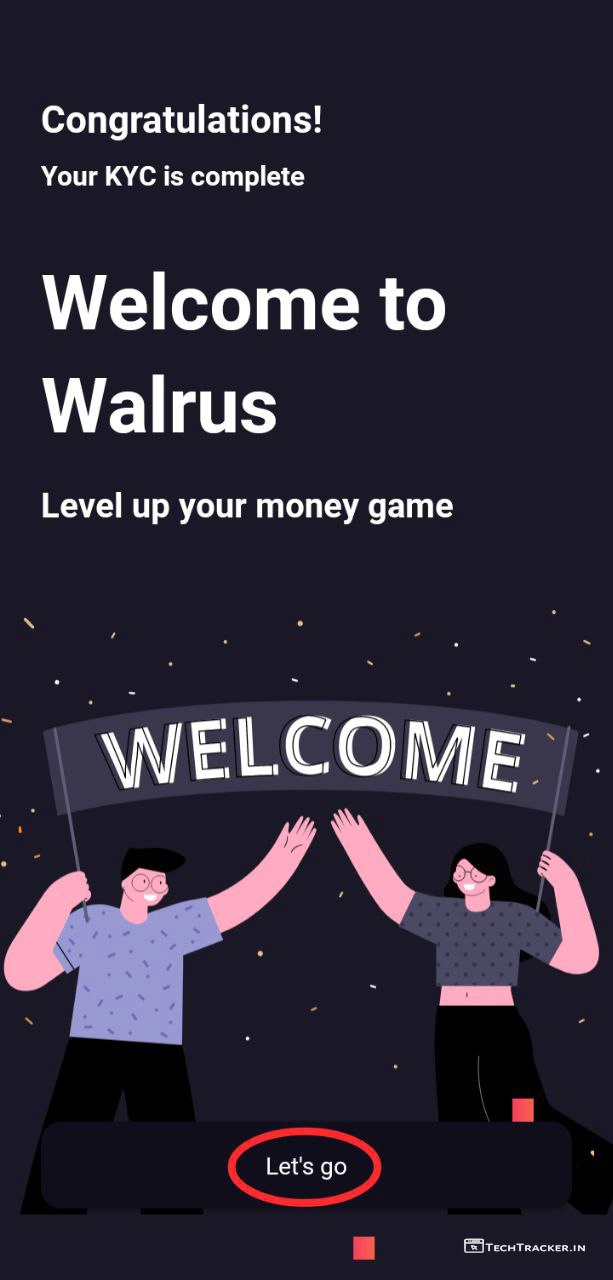 Congratulations!
Your KYC is complete
Welcome to
Walrus
Level up your money game
WELCOME
Let's go
TECHTRACKER.IN